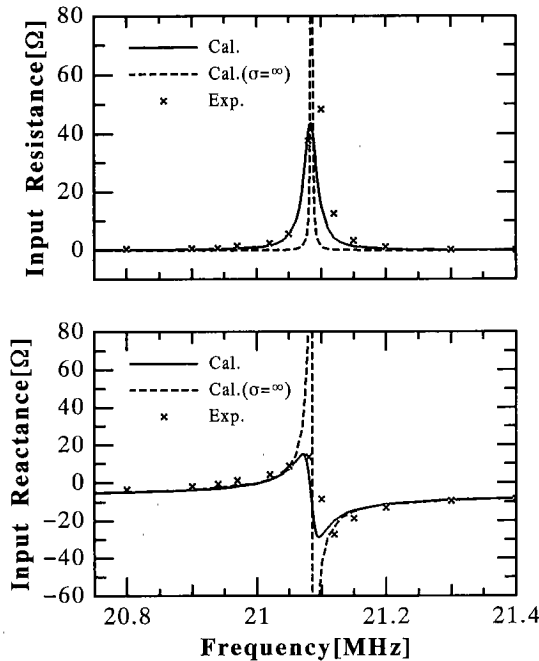 Input Resistance[Ω]
80
60
40
20
0
Cal.
Cal.(σ=∞)
Exp.
Input Reactance[Ω]
80
60
40
20
0
−20
−40
−60
Cal.
Cal.(σ=∞)
Exp.
20.8
21
21.2
21.4
Frequency[MHz]